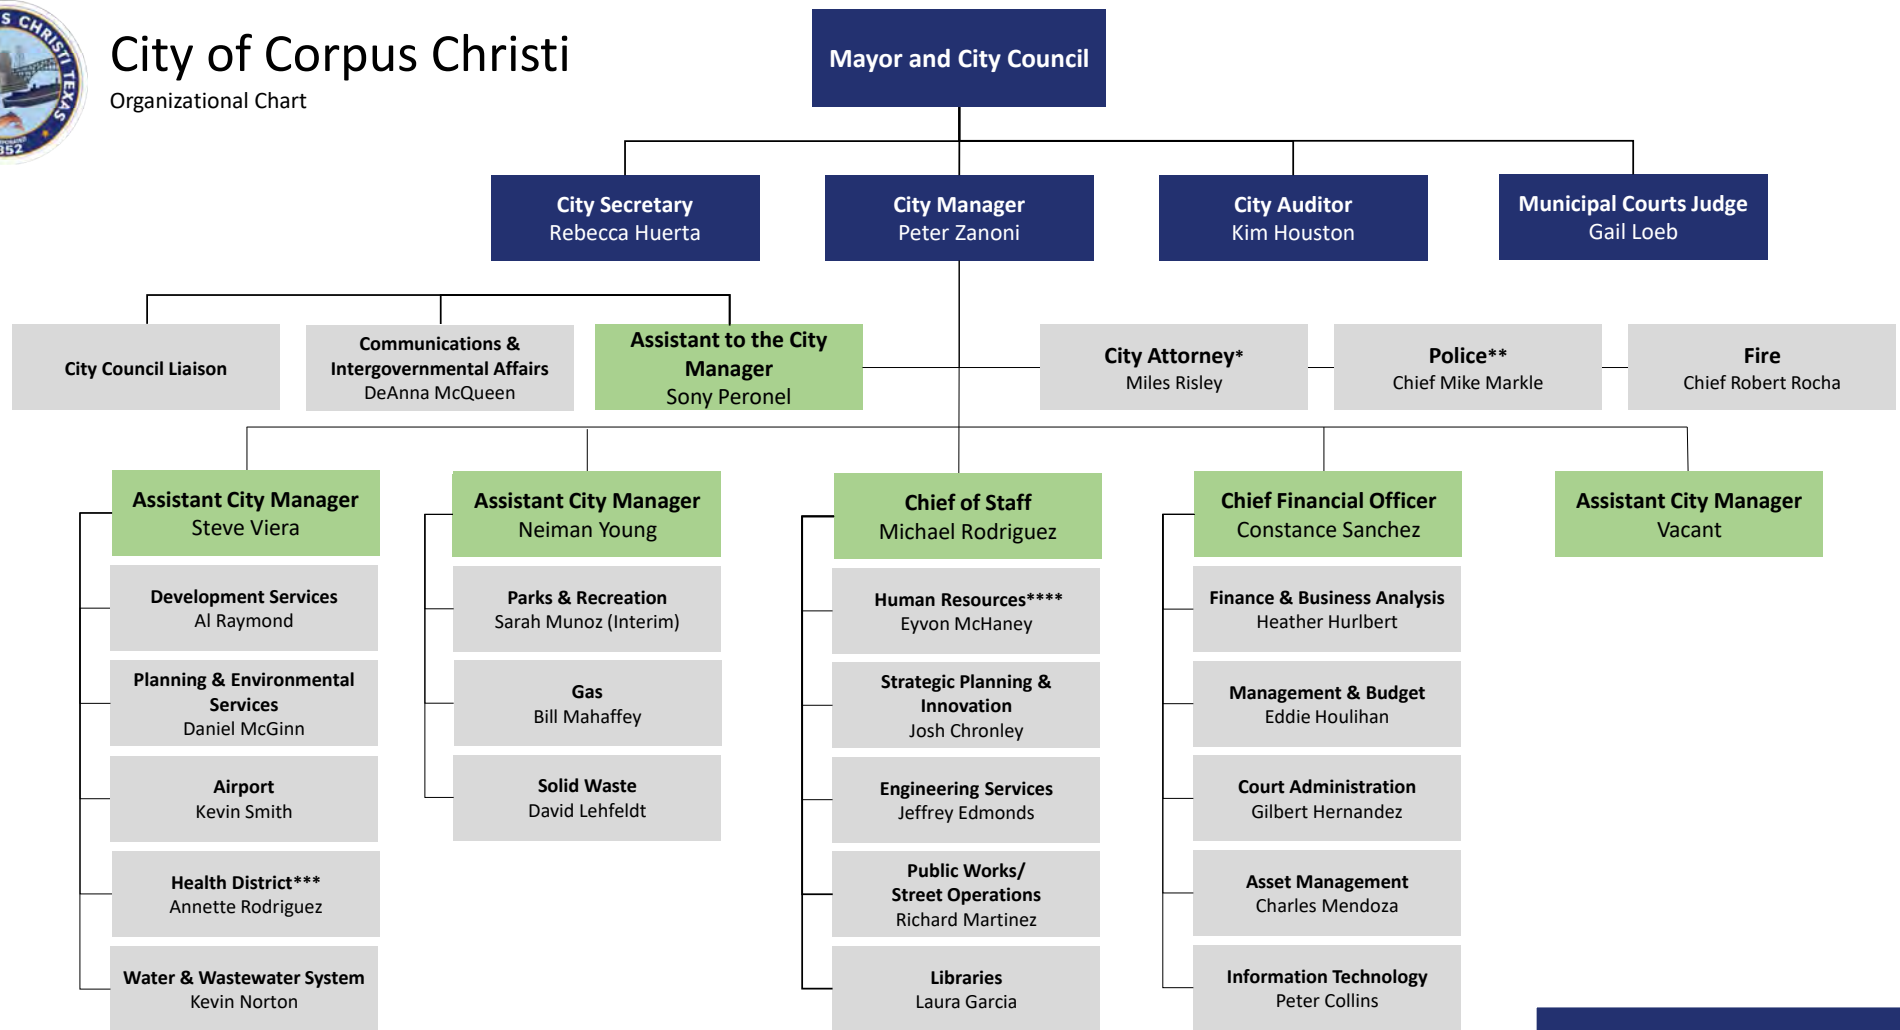 S CHRISTI TEXAS
City of Corpus Christi
Organizational Chart
Mayor and City Council
City Secretary
Rebecca Huerta
City Manager
Peter Zanoni
City Auditor
Kim Houston
Municipal Courts Judge
Gail Loeb
City Council Liaison
Communications &
Intergovernmental Affairs
DeAnna McQueen
Assistant to the City
Manager
Sony Peronel
City Attorney*
Miles Risley
Police**
Chief Mike Markle
Fire
Chief Robert Rocha
Assistant City Manager
Steve Viera
Development Services
Al Raymond
Planning & Environmental
Services
Daniel McGinn
Airport
Kevin Smith
Health District***
Annette Rodriguez
Water & Wastewater System
Kevin Norton
Assistant City Manager
Neiman Young
Parks & Recreation
Sarah Munoz (Interim)
Gas
Bill Mahaffey
Solid Waste
David Lehfeldt
Chief of Staff
Michael Rodriguez
Human Resources****
Eyvon McHaney
Strategic Planning &
Innovation
Josh Chronley
Engineering Services
Jeffrey Edmonds
Public Works/
Street Operations
Richard Martinez
Libraries
Laura Garcia
Chief Financial Officer
Constance Sanchez
Finance & Business Analysis
Heather Hurlbert
Management & Budget
Eddie Houlihan
Court Administration
Gilbert Hernandez
Asset Management
Charles Mendoza
Information Technology
Peter Collins
Assistant City Manager
Vacant